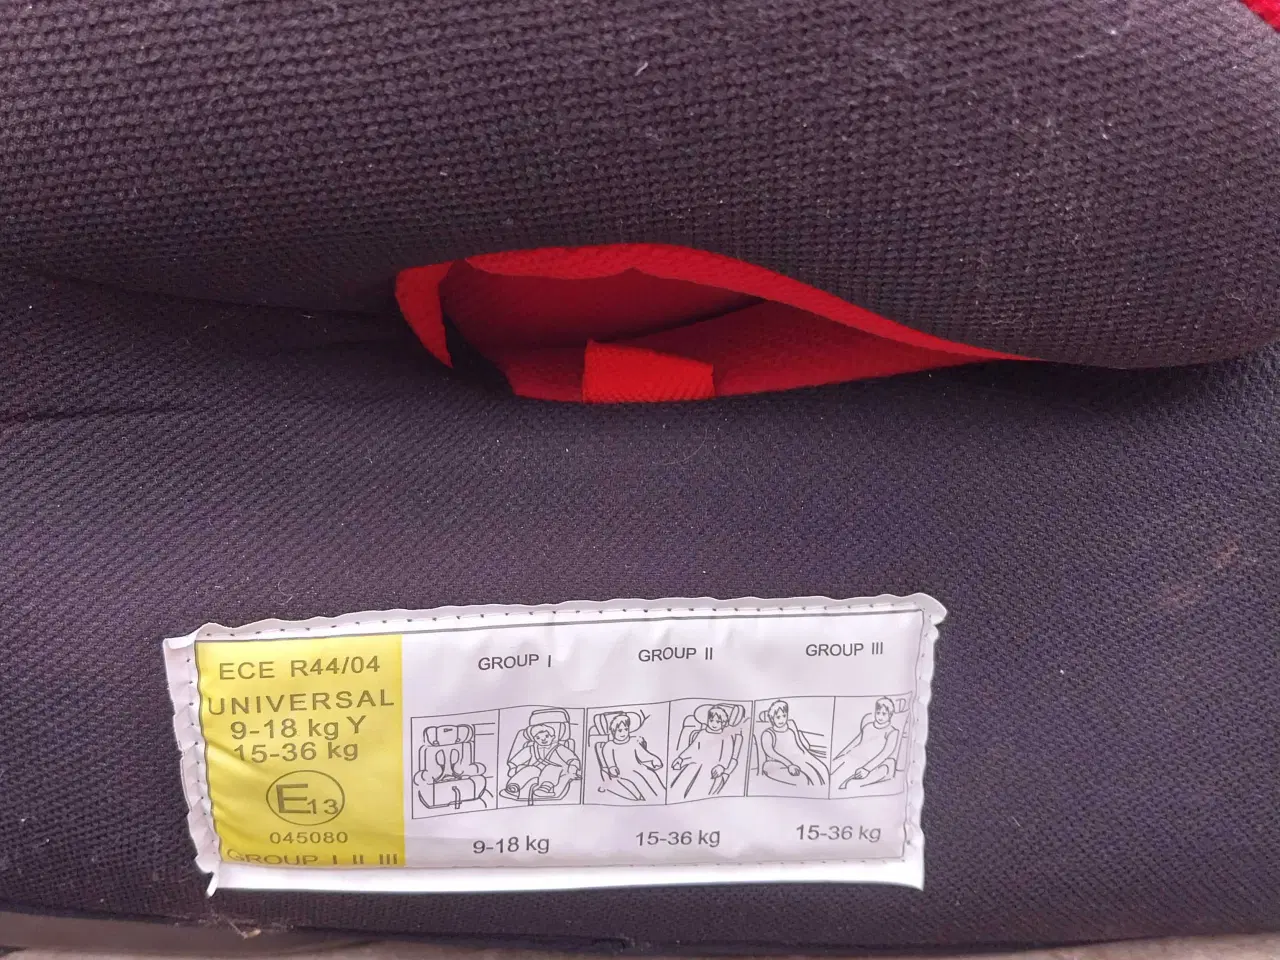 ECE R44/04
UNIVERSAL
9-18 kg Y
15-36 kg
E13
045080
GROUP I II III
GROUP I GROUP II GROUP III
9-18 kg 15-36 kg 15-36 kg